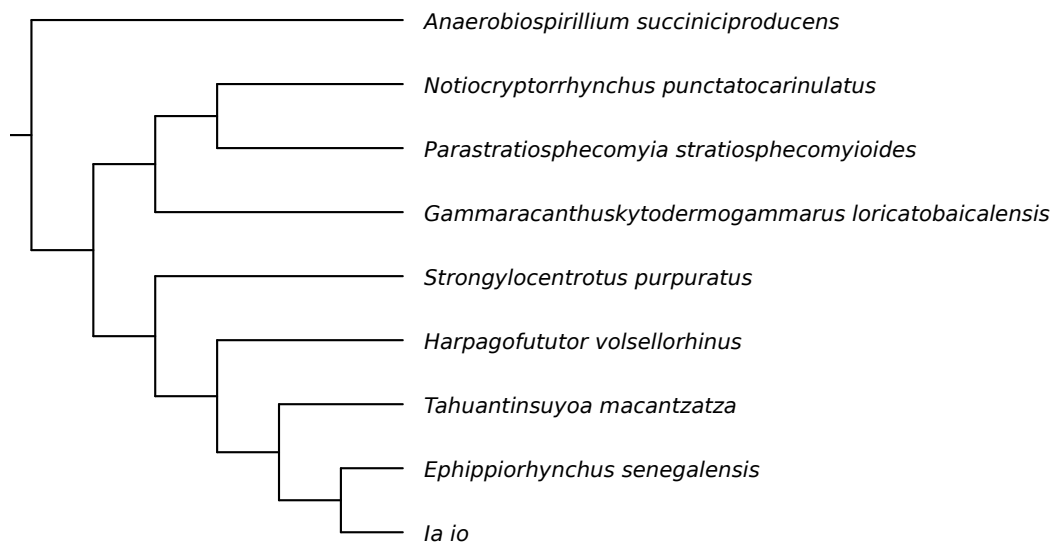 Anaerobiospirillium succiniciproducens
Notiocryptorrhynchus punctatocarinulatus
Parastratiosphecomyia stratiosphecomyioides
Gammaracanthuskytodermogammarus loricatobaicalensis
Strongylocentrotus purpuratus
Harpagofututor volsellorhinus
Tahuantinsuyoa macantzatza
Ephippiorhynchus senegalensis
Ia io